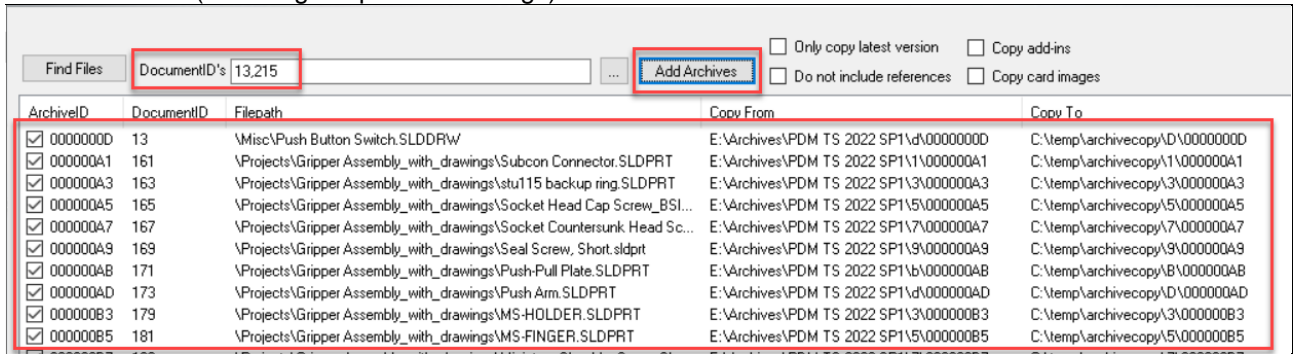 Only copy latest version Copy add-ins
Find Files DocumentID's 13,215 ... Add Archives Do not include references Copy card images
ArchiveID DocumentID Filepath Copy From Copy To
0000000D 13 \Misc\Push Button Switch.SLDDRW E:\Archives\PDM TS 2022 SP1\d\0000000D C:\temp\archivecopy\D\0000000D
000000A1 161 \Projects\Gripper Assembly_with_drawings\Subcon Connector.SLDPRT E:\Archives\PDM TS 2022 SP1\1\000000A1 C:\temp\archivecopy\1\000000A1
000000A3 163 \Projects\Gripper Assembly_with_drawings\stu115 backup ring.SLDPRT E:\Archives\PDM TS 2022 SP1\3\000000A3 C:\temp\archivecopy\3\000000A3
000000A5 165 \Projects\Gripper Assembly_with_drawings\Socket Head Cap Screw_BSI... E:\Archives\PDM TS 2022 SP1\5\000000A5 C:\temp\archivecopy\5\000000A5
000000A7 167 \Projects\Gripper Assembly_with_drawings\Socket Countersunk Head Sc... E:\Archives\PDM TS 2022 SP1\7\000000A7 C:\temp\archivecopy\7\000000A7
000000A9 169 \Projects\Gripper Assembly_with_drawings\Seal Screw, Short.sldprt E:\Archives\PDM TS 2022 SP1\9\000000A9 C:\temp\archivecopy\9\000000A9
000000AB 171 \Projects\Gripper Assembly_with_drawings\Push-Pull Plate.SLDPRT E:\Archives\PDM TS 2022 SP1\b\000000AB C:\temp\archivecopy\B\000000AB
000000AD 173 \Projects\Gripper Assembly_with_drawings\Push Arm.SLDPRT E:\Archives\PDM TS 2022 SP1\d\000000AD C:\temp\archivecopy\D\000000AD
000000B3 179 \Projects\Gripper Assembly_with_drawings\MS-HOLDER.SLDPRT E:\Archives\PDM TS 2022 SP1\3\000000B3 C:\temp\archivecopy\3\000000B3
000000B5 181 \Projects\Gripper Assembly_with_drawings\MS-FINGER.SLDPRT E:\Archives\PDM TS 2022 SP1\5\000000B5 C:\temp\archivecopy\5\000000B5